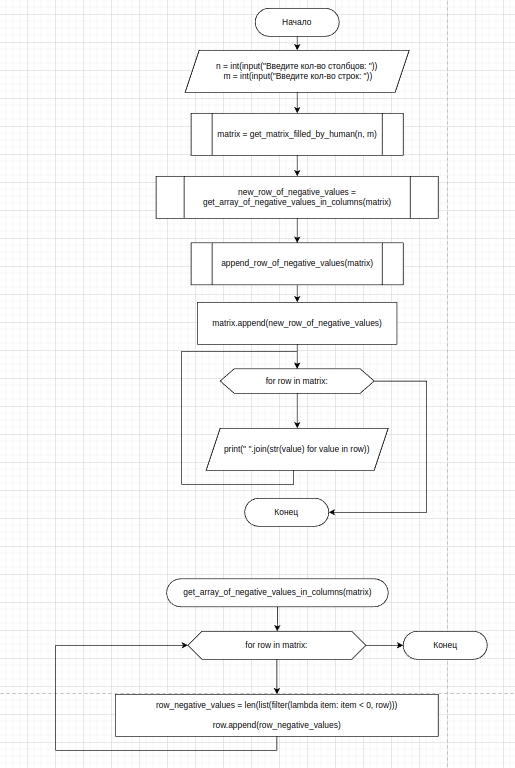 Начало
n = int(input("Введите кол-во столбцов: "))
m = int(input("Введите кол-во строк: "))
matrix = get_matrix_filled_by_human(n, m)
new_row_of_negative_values =
get_array_of_negative_values_in_columns(matrix)
append_row_of_negative_values(matrix)
matrix.append(new_row_of_negative_values)
for row in matrix:
print(" ".join(str(value) for value in row))
Конец
get_array_of_negative_values_in_columns(matrix)
for row in matrix:
Конец
row_negative_values = len(list(filter(lambda item: item < 0, row)))
row.append(row_negative_values)